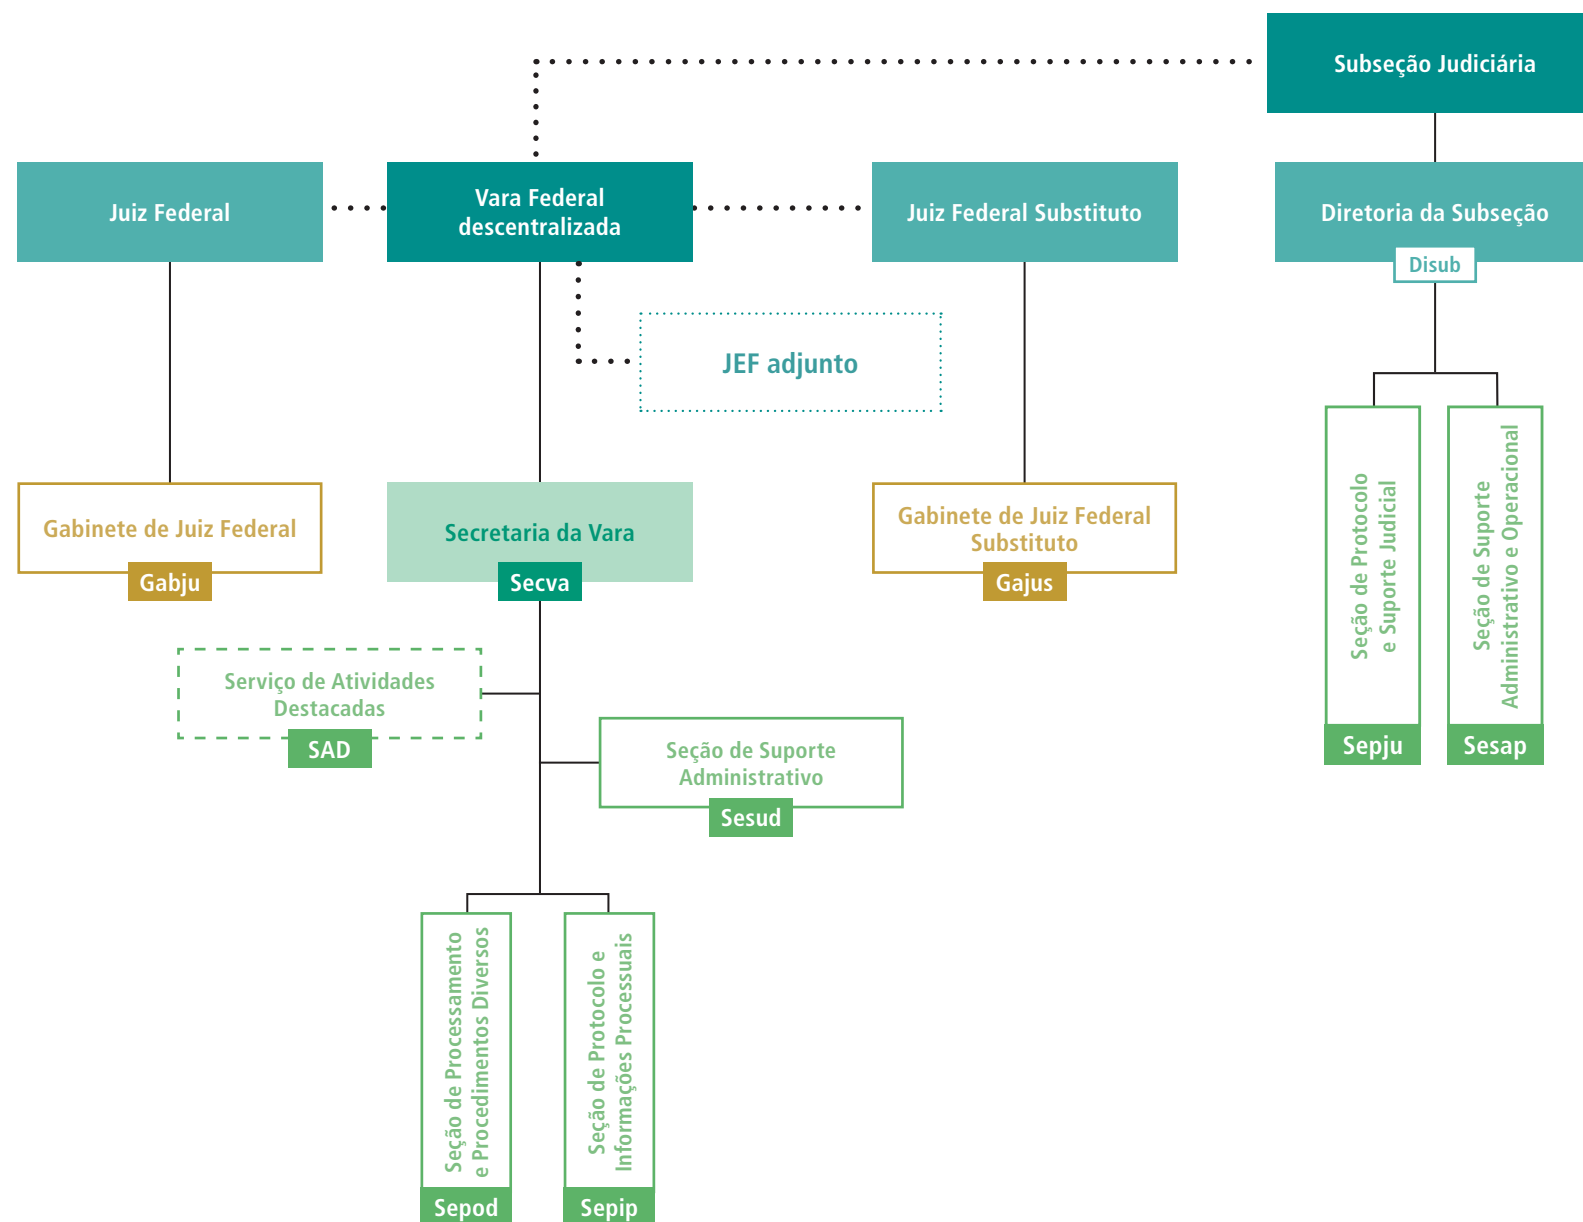 Subseção Judiciária
Juiz Federal
Vara Federal
descentralizada
Juiz Federal Substituto
Diretoria da Subseção
Disub
JEF adjunto
Gabinete de Juiz Federal
Gabju
Secretaria da Vara
Secva
Gabinete de Juiz Federal
Substituto
Gajus
Seção de Protocolo
e Suporte Judicial
Sepju
Seção de Suporte
Administrativo e Operacional
Sesap
Serviço de Atividades
Destacadas
SAD
Seção de Suporte
Administrativo
Sesud
Seção de Processamento
e Procedimentos Diversos
Sepod
Seção de Protocolo e
Informações Processuais
Sepip